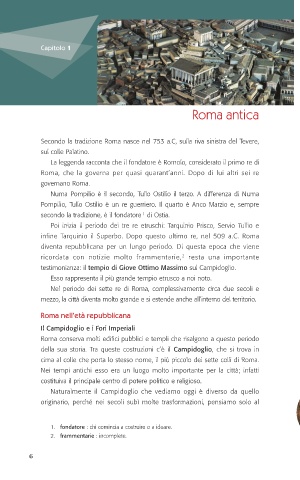 Capitolo 1
Roma antica
Secondo la tradizione Roma nasce nel 753 a.C. sulla riva sinistra del Tevere,
sul colle Palatino.
La leggenda racconta che il fondatore è Romolo, considerato il primo re di
Roma, che la governa per quasi quarant'anni. Dopo di lui altri sei re
governano Roma.
Numa Pompilio è il secondo, Tullo Ostilio il terzo. A differenza di Numa
Pompilio, Tullo Ostilio è un re guerriero. Il quarto è Anco Marzio e, sempre
secondo la tradizione, è il fondatore¹ di Ostia.
Poi inizia il periodo dei tre re etruschi: Tarquinio Prisco, Servio Tullio e
infine Tarquinio il Superbo. Dopo questo ultimo re, nel 509 a.C. Roma
diventa repubblicana per un lungo periodo. Di questa epoca che viene
ricordata con notizie molto frammentarie,² resta una importante
testimonianza: il tempio di Giove Ottimo Massimo sul Campidoglio.
Esso rappresenta il più grande tempio etrusco a noi noto.
Nel periodo dei sette re di Roma, complessivamente circa due secoli e
mezzo, la città diventa molto grande e si estende anche all'interno del territorio.
Roma nell'età repubblicana
Il Campidoglio e i Fori Imperiali
Roma conserva molti edifici pubblici e templi che risalgono a questo periodo
della sua storia. Tra queste costruzioni c'è il Campidoglio, che si trova in
cima al colle che porta lo stesso nome, il più piccolo dei sette colli di Roma.
Nei tempi antichi esso era un luogo molto importante per la città; infatti
costituiva il principale centro di potere politico e religioso.
Naturalmente il Campidoglio che vediamo oggi è diverso da quello
originario, perché nei secoli subì molte trasformazioni, pensiamo solo al
1. fondatore : chi comincia a costruire o a ideare.
2. frammentarie : incomplete.
6